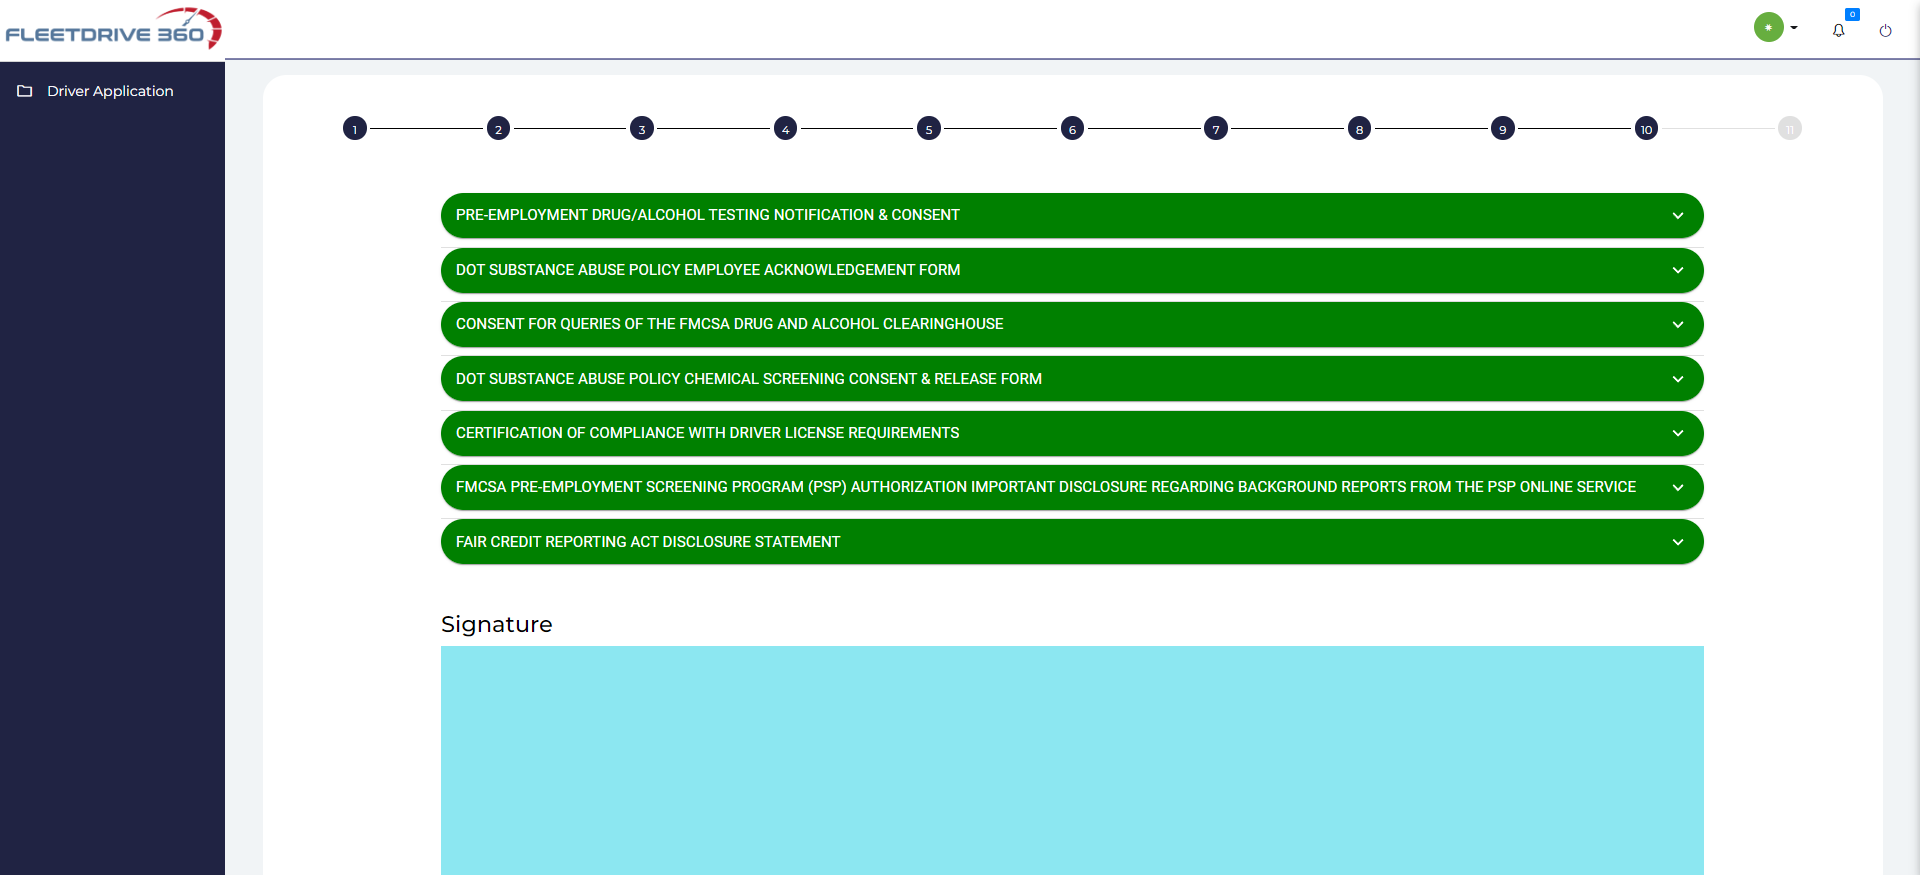 FLEETDRIVE 360
0
Driver Application
1 2 3 4 5 6 7 8 9 10 11
PRE-EMPLOYMENT DRUG/ALCOHOL TESTING NOTIFICATION & CONSENT
DOT SUBSTANCE ABUSE POLICY EMPLOYEE ACKNOWLEDGEMENT FORM
CONSENT FOR QUERIES OF THE FMCSA DRUG AND ALCOHOL CLEARINGHOUSE
DOT SUBSTANCE ABUSE POLICY CHEMICAL SCREENING CONSENT & RELEASE FORM
CERTIFICATION OF COMPLIANCE WITH DRIVER LICENSE REQUIREMENTS
FMCSA PRE-EMPLOYMENT SCREENING PROGRAM (PSP) AUTHORIZATION IMPORTANT DISCLOSURE REGARDING BACKGROUND REPORTS FROM THE PSP ONLINE SERVICE
FAIR CREDIT REPORTING ACT DISCLOSURE STATEMENT
Signature